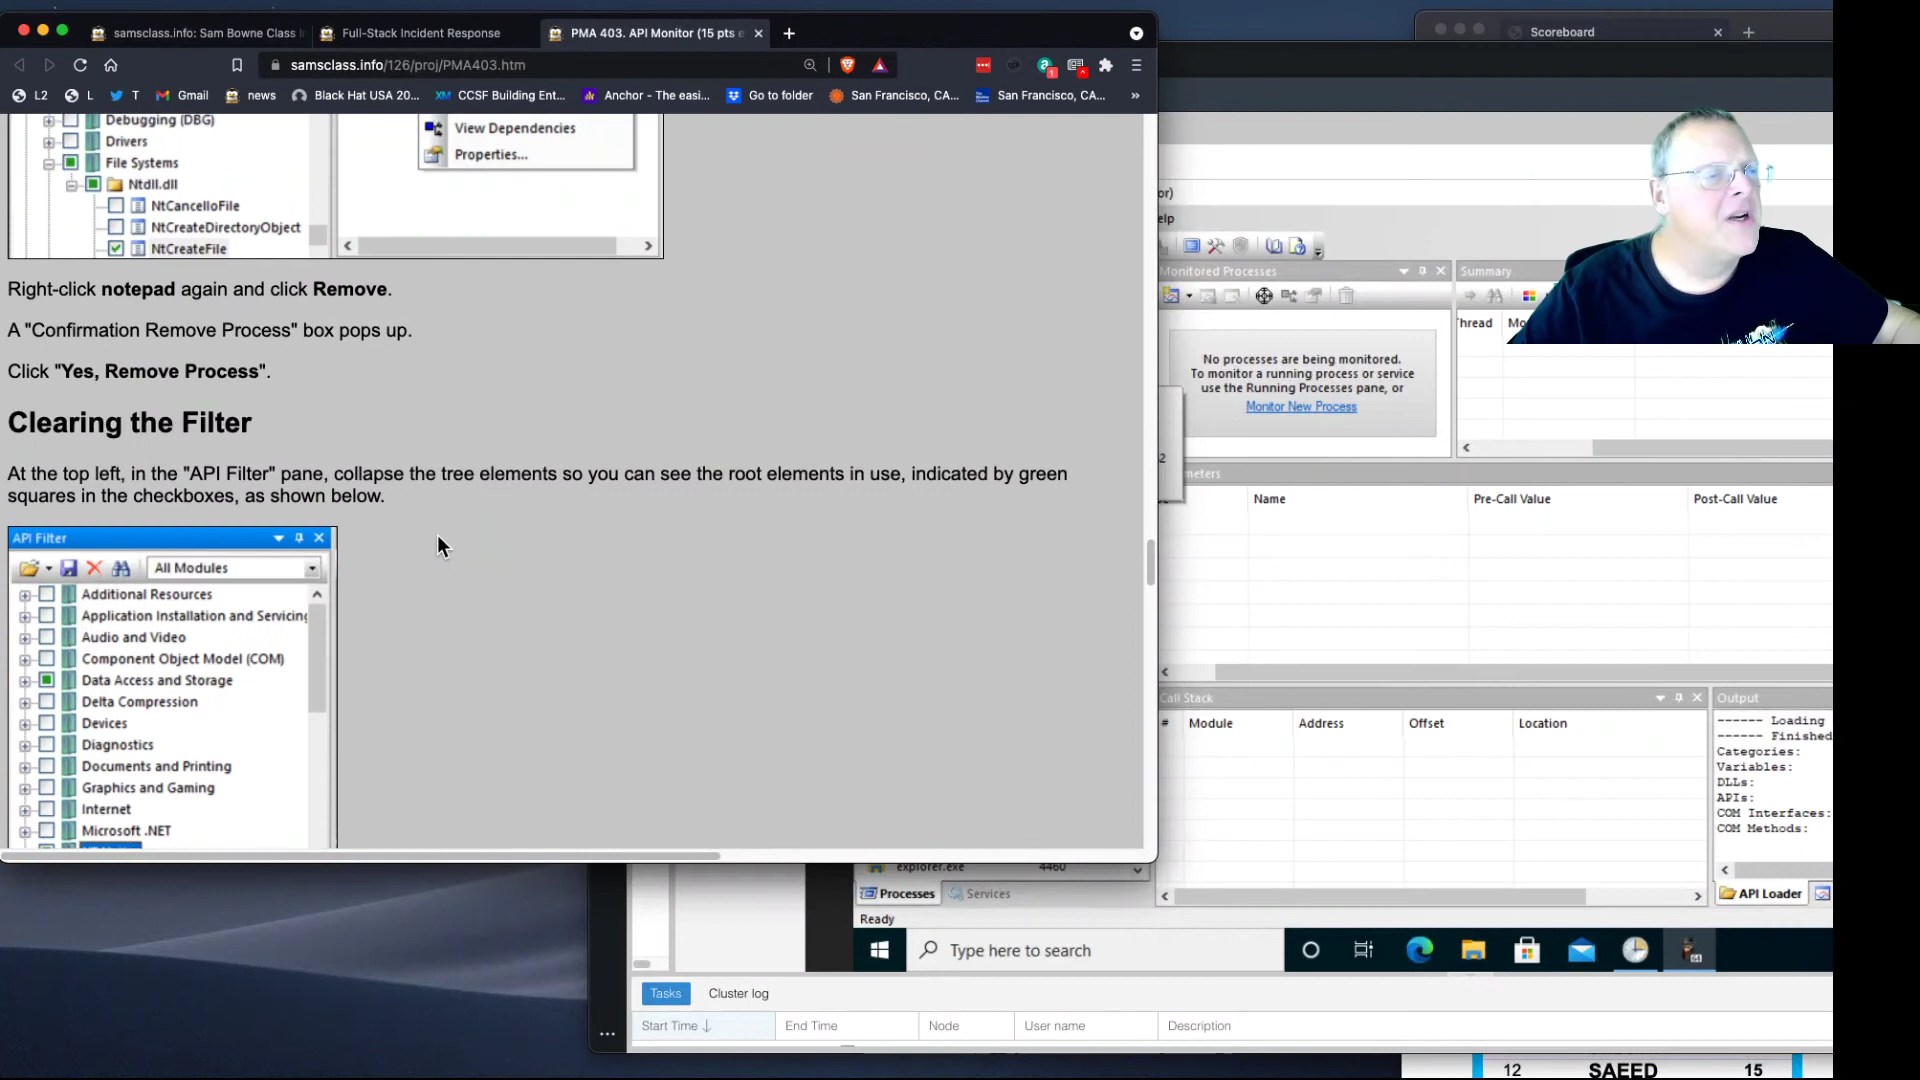 samsclass.info: Sam Bowne Class I
Full-Stack Incident Response
PMA 403. API Monitor (15 pts e
Scoreboard
samsclass.info/126/proj/PMA403.htm
L2
L
T
Gmail
news
Black Hat USA 20...
CCSF Building Ent...
Anchor - The easi...
Go to folder
San Francisco, CA...
San Francisco, CA...
Debugging (DBG)
Drivers
File Systems
Ntdll.dll
NtCancelIoFile
NtCreateDirectoryObject
NtCreateFile
View Dependencies
Properties...
Right-click notepad again and click Remove.
A "Confirmation Remove Process" box pops up.
Click "Yes, Remove Process".
Clearing the Filter
At the top left, in the "API Filter" pane, collapse the tree elements so you can see the root elements in use, indicated by green
squares in the checkboxes, as shown below.
API Filter
All Modules
Additional Resources
Application Installation and Servicing
Audio and Video
Component Object Model (COM)
Data Access and Storage
Delta Compression
Devices
Diagnostics
Documents and Printing
Graphics and Gaming
Internet
Microsoft .NET
or)
elp
Monitored Processes
Summary
No processes are being monitored.
To monitor a running process or service
use the Running Processes pane, or
Monitor New Process
Thread
Mo
2
meters
Name
Pre-Call Value
Post-Call Value
Call Stack
# Module Address Offset Location
Output
------ Loading
------ Finished
Categories:
Variables:
DLLs:
APIs:
COM Interfaces:
COM Methods:
explorer.exe 4460
Processes
Services
API Loader
Ready
Type here to search
Tasks
Cluster log
Start Time
End Time
Node
User name
Description
12 SAEED 15